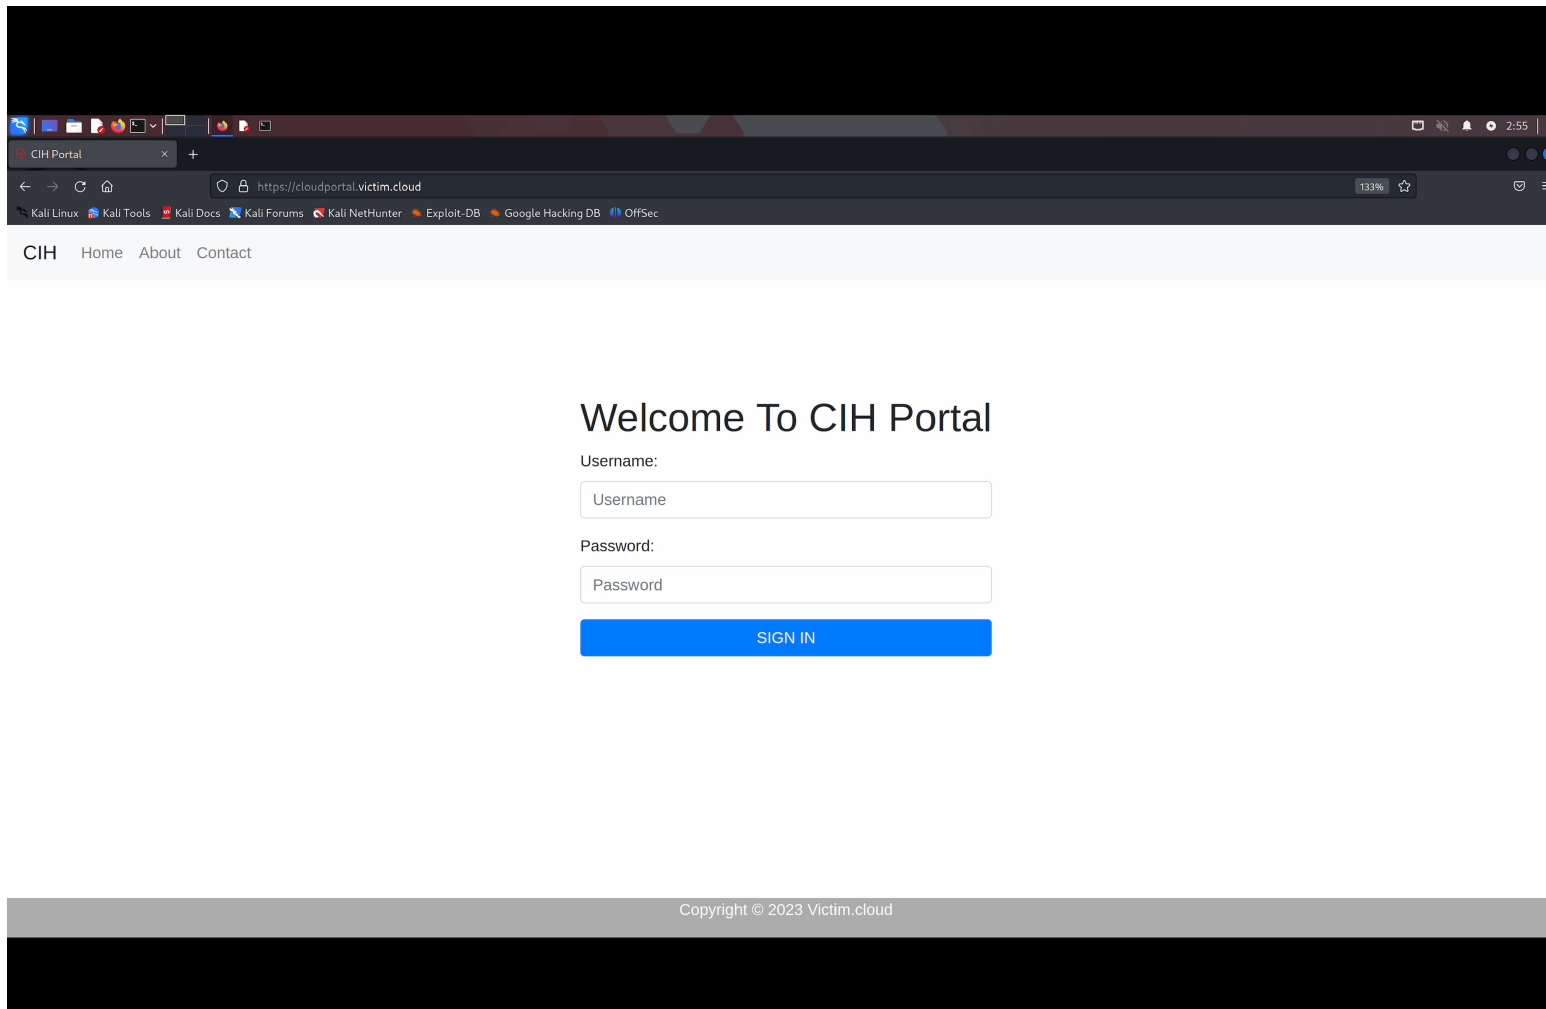 2:55
CIH Portal
https://cloudportal.victim.cloud 133%
Kali Linux Kali Tools Kali Docs Kali Forums Kali NetHunter Exploit-DB Google Hacking DB OffSec
CIH Home About Contact
Welcome To CIH Portal
Username:
Username
Password:
Password
SIGN IN
Copyright © 2023 Victim.cloud